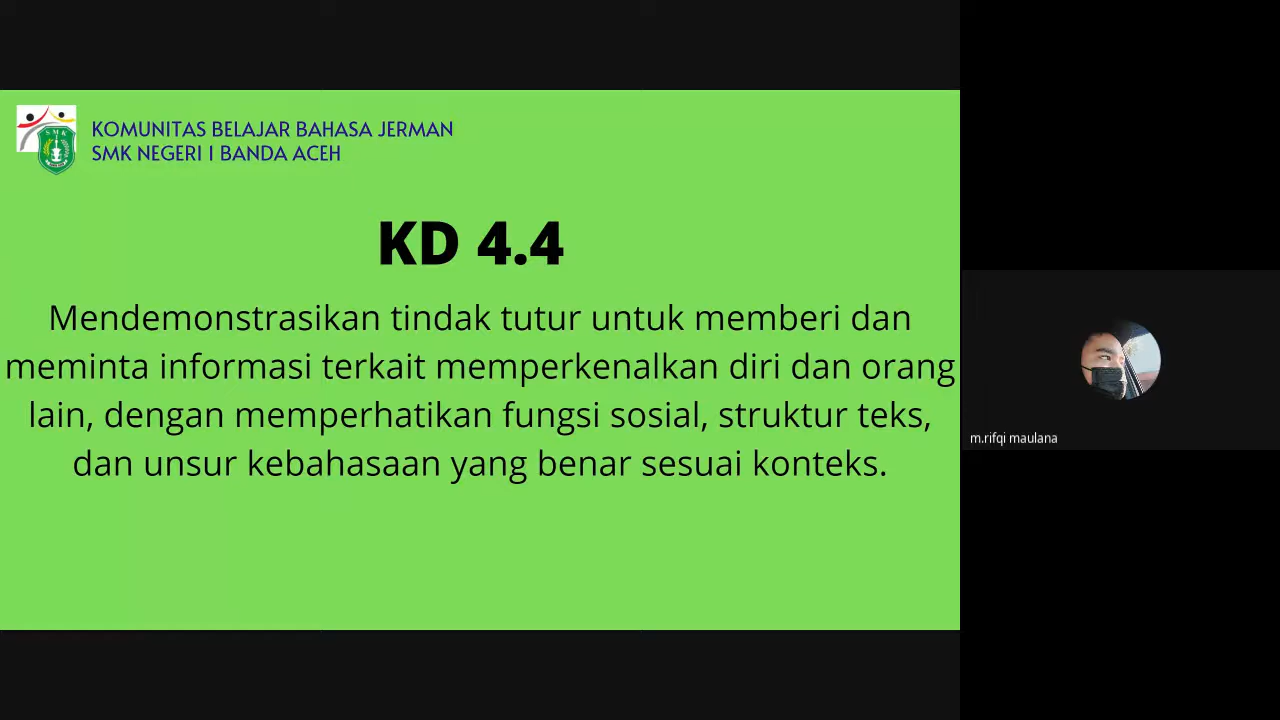 KOMUNITAS BELAJAR BAHASA JERMAN
SMK NEGERI 1 BANDA ACEH
KD 4.4
Mendemonstrasikan tindak tutur untuk memberi dan
meminta informasi terkait memperkenalkan diri dan orang
lain, dengan memperhatikan fungsi sosial, struktur teks,
dan unsur kebahasaan yang benar sesuai konteks.
m.rifqi maulana
SMK